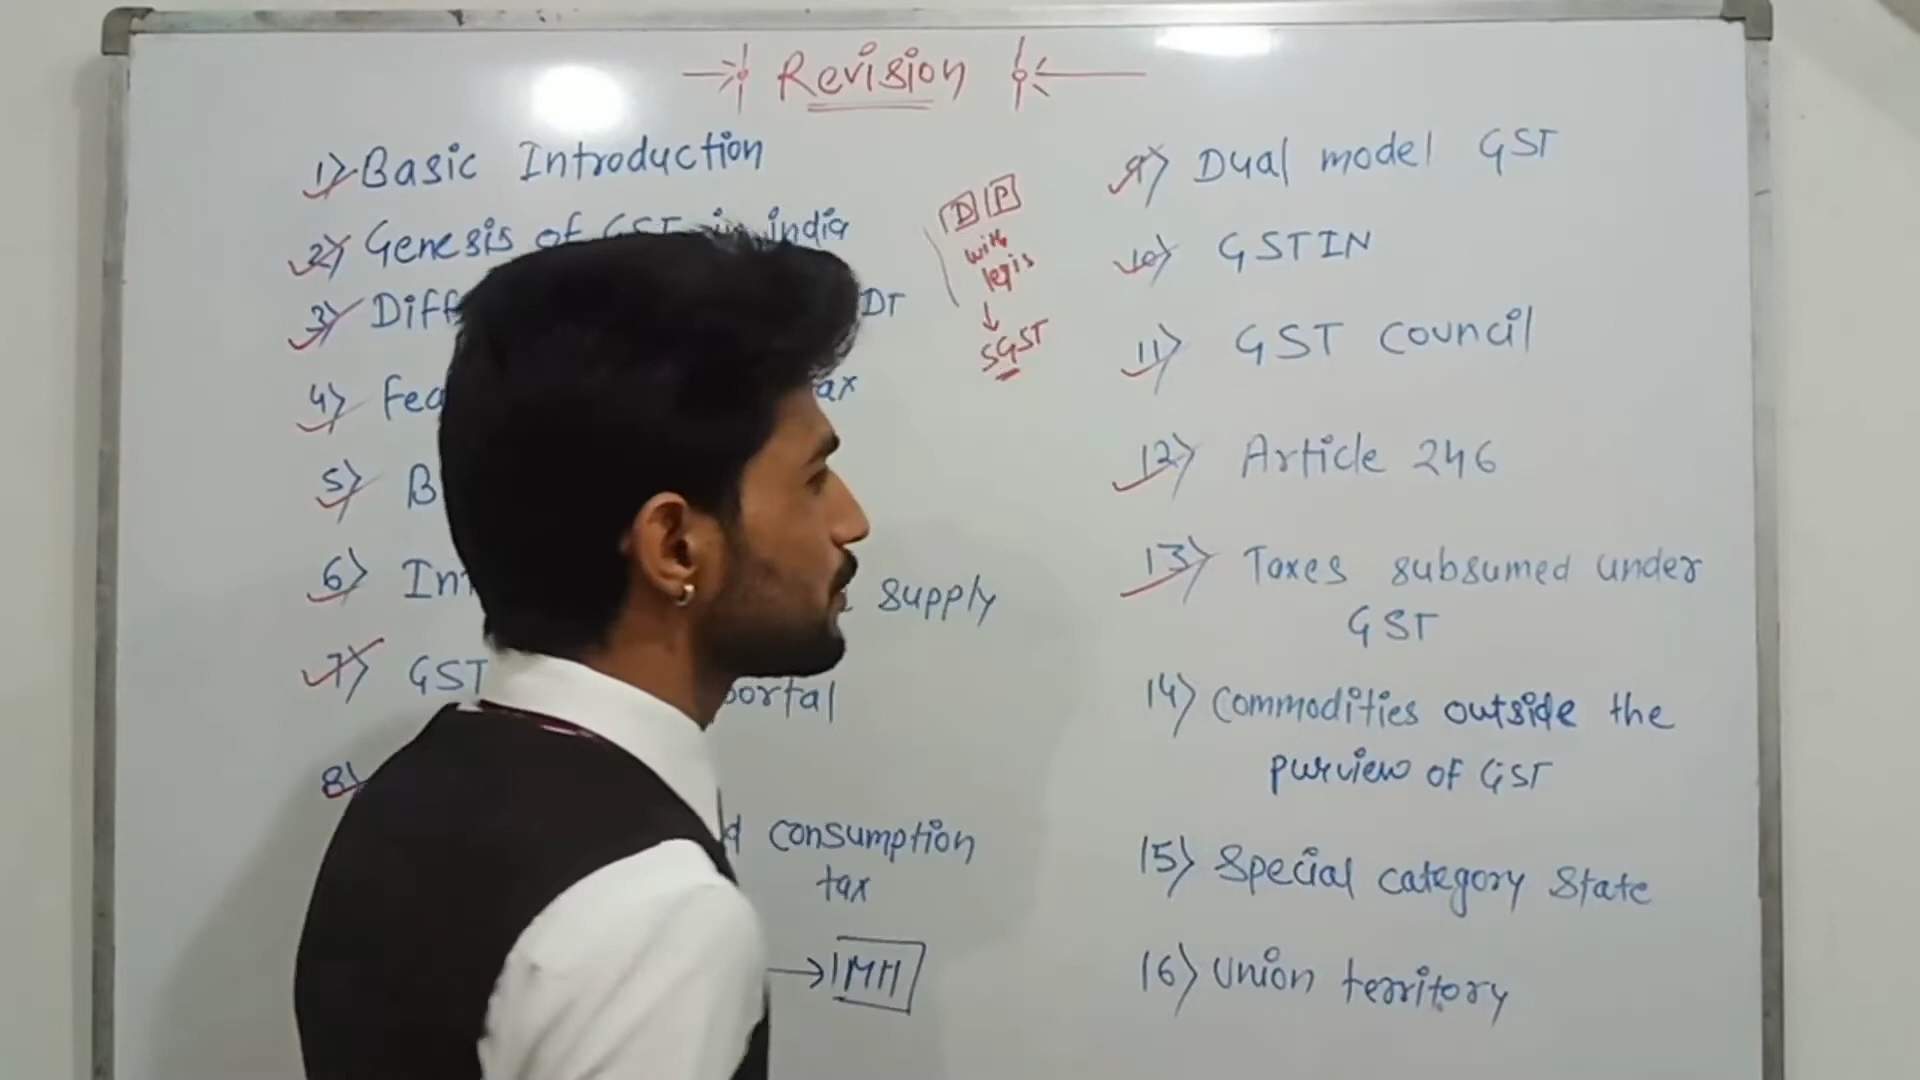 Revision
1) Basic Introduction
2) Genesis of GST in india
3) Diff DT
4) Fea ax
5) B
6) In supply
7) GST portal
8)
consumption
tax
MH
D P
with
legis
↓
SGST
9) Dual model GST
10) GSTIN
11) GST Council
12) Article 246
13) Taxes subsumed under
GST
14) Commodities outside the
purview of GST
15) Special category State
16) Union territory